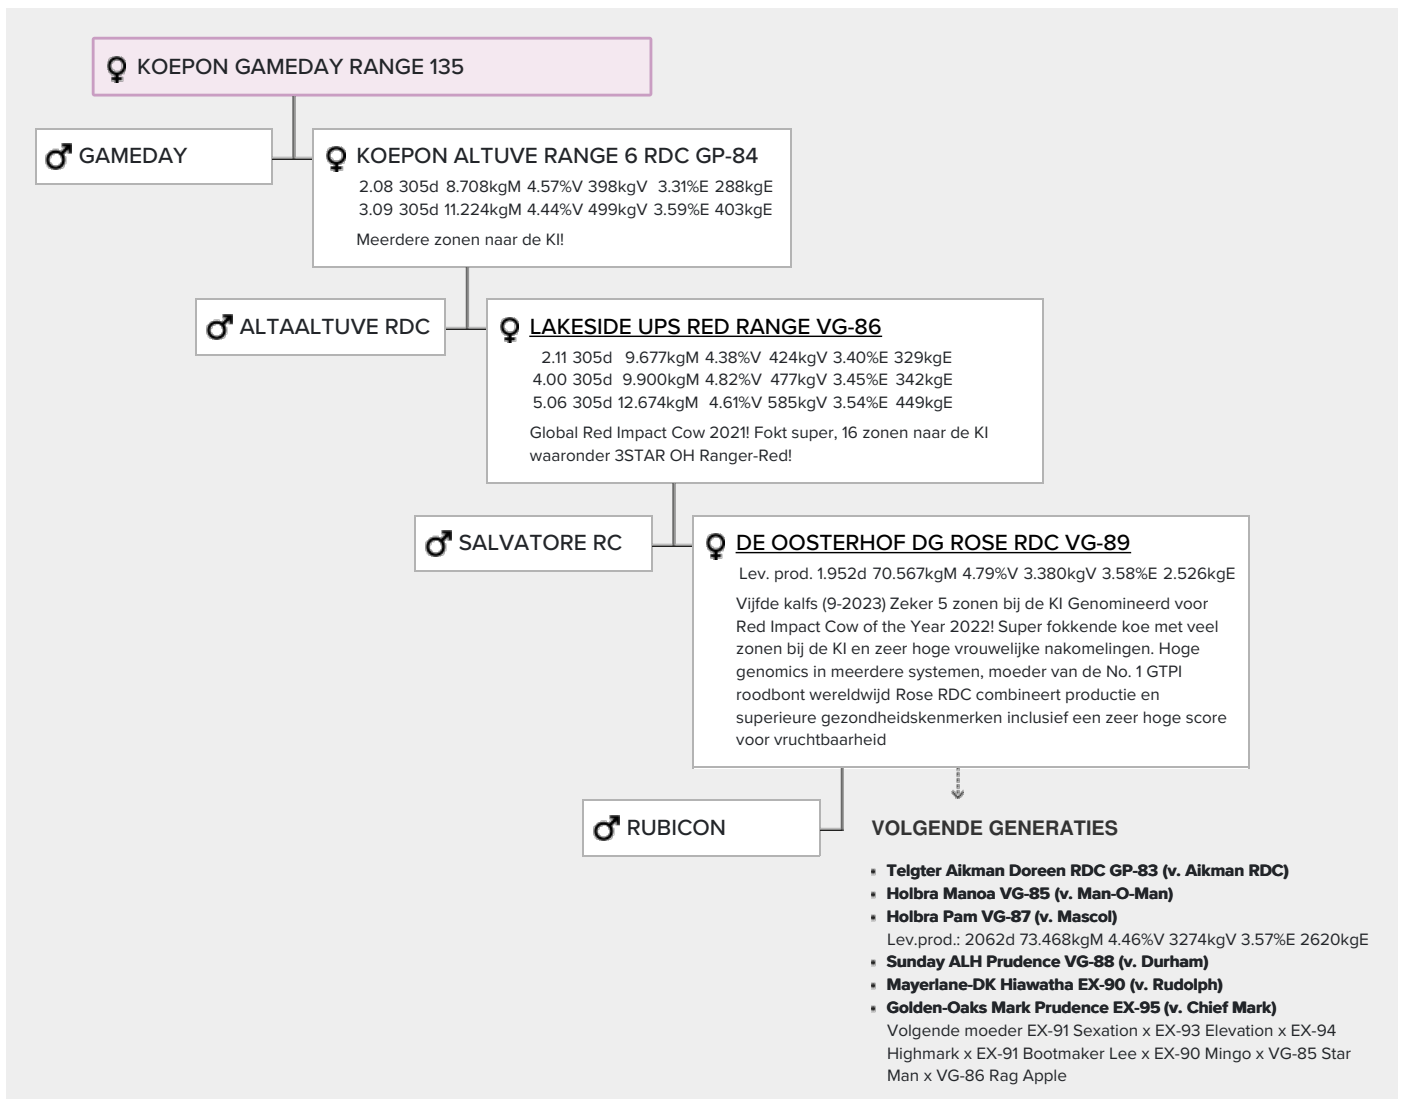 KOEPON GAMEDAY RANGE 135
GAMEDAY
KOEPON ALTUVE RANGE 6 RDC GP-84
2.08 305d 8.708kgM 4.57%V 398kgV 3.31%E 288kgE
3.09 305d 11.224kgM 4.44%V 499kgV 3.59%E 403kgE
Meerdere zonen naar de KI!
ALTAALTUVE RDC
LAKESIDE UPS RED RANGE VG-86
2.11 305d 9.677kgM 4.38%V 424kgV 3.40%E 329kgE
4.00 305d 9.900kgM 4.82%V 477kgV 3.45%E 342kgE
5.06 305d 12.674kgM 4.61%V 585kgV 3.54%E 449kgE
Global Red Impact Cow 2021! Fokt super, 16 zonen naar de KI
waaronder 3STAR OH Ranger-Red!
SALVATORE RC
DE OOSTERHOF DG ROSE RDC VG-89
Lev. prod. 1.952d 70.567kgM 4.79%V 3.380kgV 3.58%E 2.526kgE
Vijfde kalfs (9-2023) Zeker 5 zonen bij de KI Genomineerd voor
Red Impact Cow of the Year 2022! Super fokkende koe met veel
zonen bij de KI en zeer hoge vrouwelijke nakomelingen. Hoge
genomics in meerdere systemen, moeder van de No. 1 GTPI
roodbont wereldwijd Rose RDC combineert productie en
superieure gezondheidskenmerken inclusief een zeer hoge score
voor vruchtbaarheid
RUBICON
VOLGENDE GENERATIES
Telgter Aikman Doreen RDC GP-83 (v. Aikman RDC)
Holbra Manoa VG-85 (v. Man-O-Man)
Holbra Pam VG-87 (v. Mascol)
Lev.prod.: 2062d 73.468kgM 4.46%V 3274kgV 3.57%E 2620kgE
Sunday ALH Prudence VG-88 (v. Durham)
Mayerlane-DK Hiawatha EX-90 (v. Rudolph)
Golden-Oaks Mark Prudence EX-95 (v. Chief Mark)
Volgende moeder EX-91 Sexation x EX-93 Elevation x EX-94
Highmark x EX-91 Bootmaker Lee x EX-90 Mingo x VG-85 Star
Man x VG-86 Rag Apple